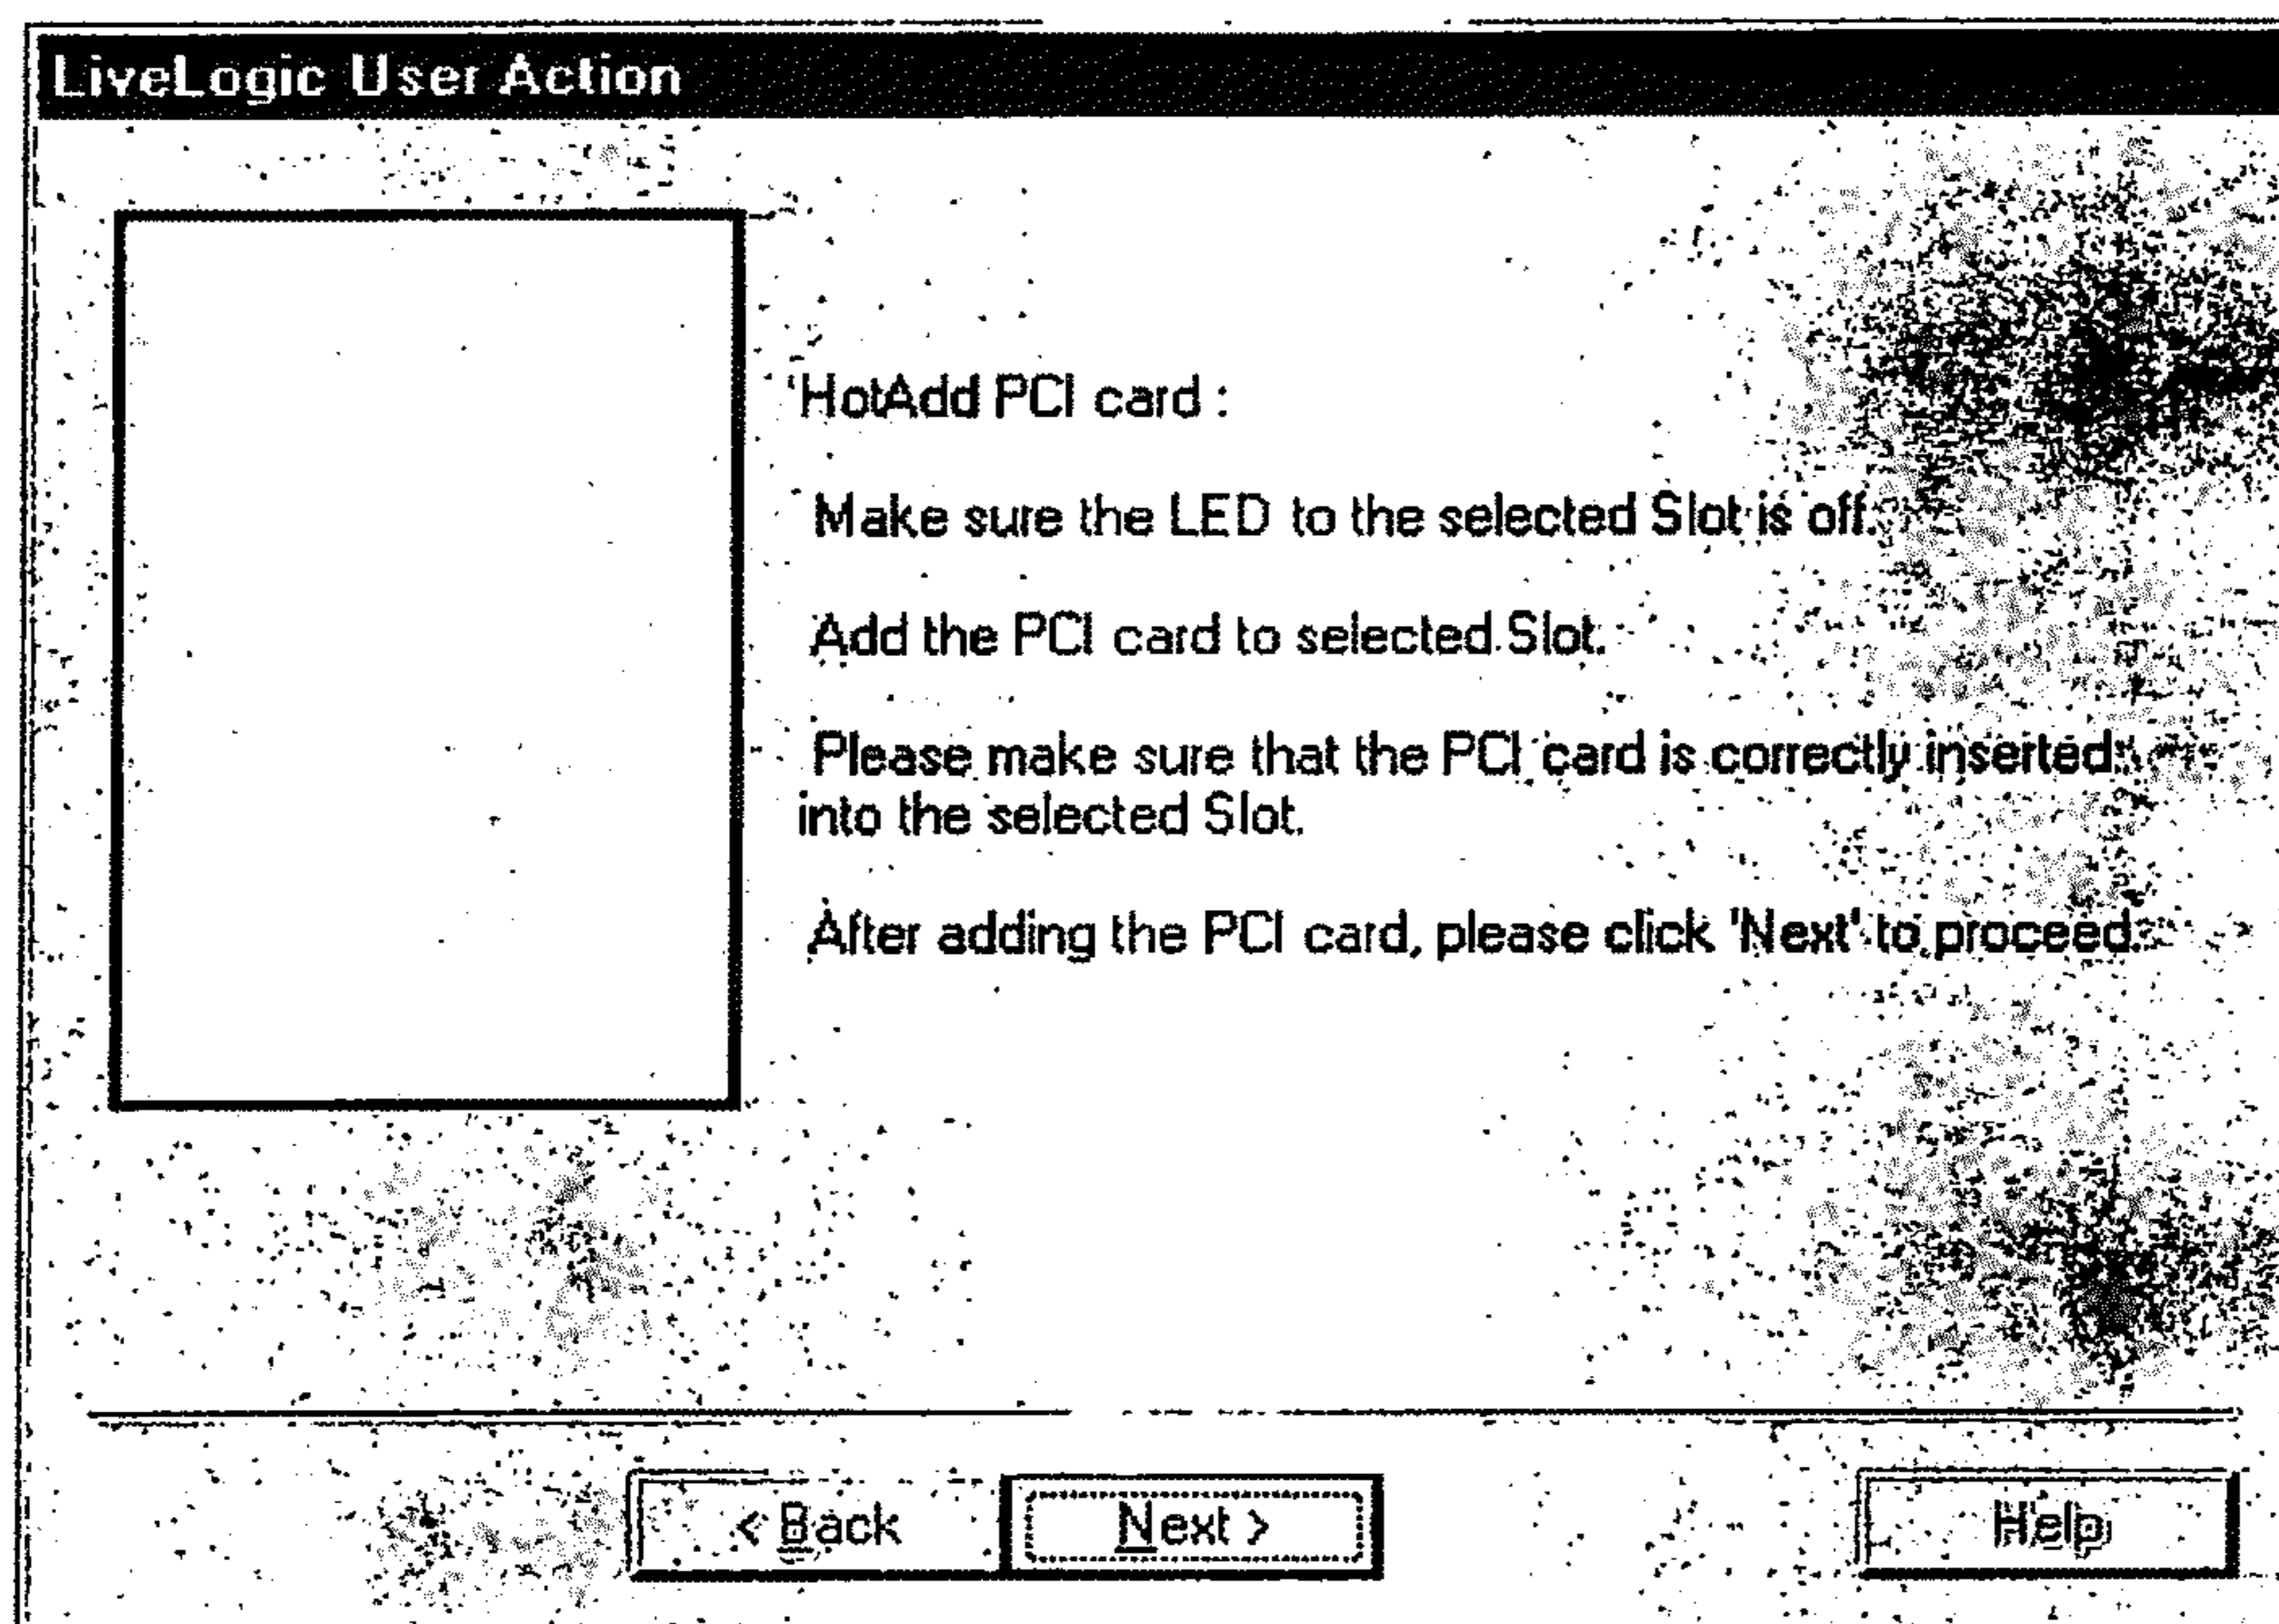 LiveLogic User Action
HotAdd PCI card :
Make sure the LED to the selected Slot is off.
Add the PCI card to selected Slot.
Please make sure that the PCI card is correctly inserted
into the selected Slot.
After adding the PCI card, please click 'Next' to proceed.
< Back
Next >
Help